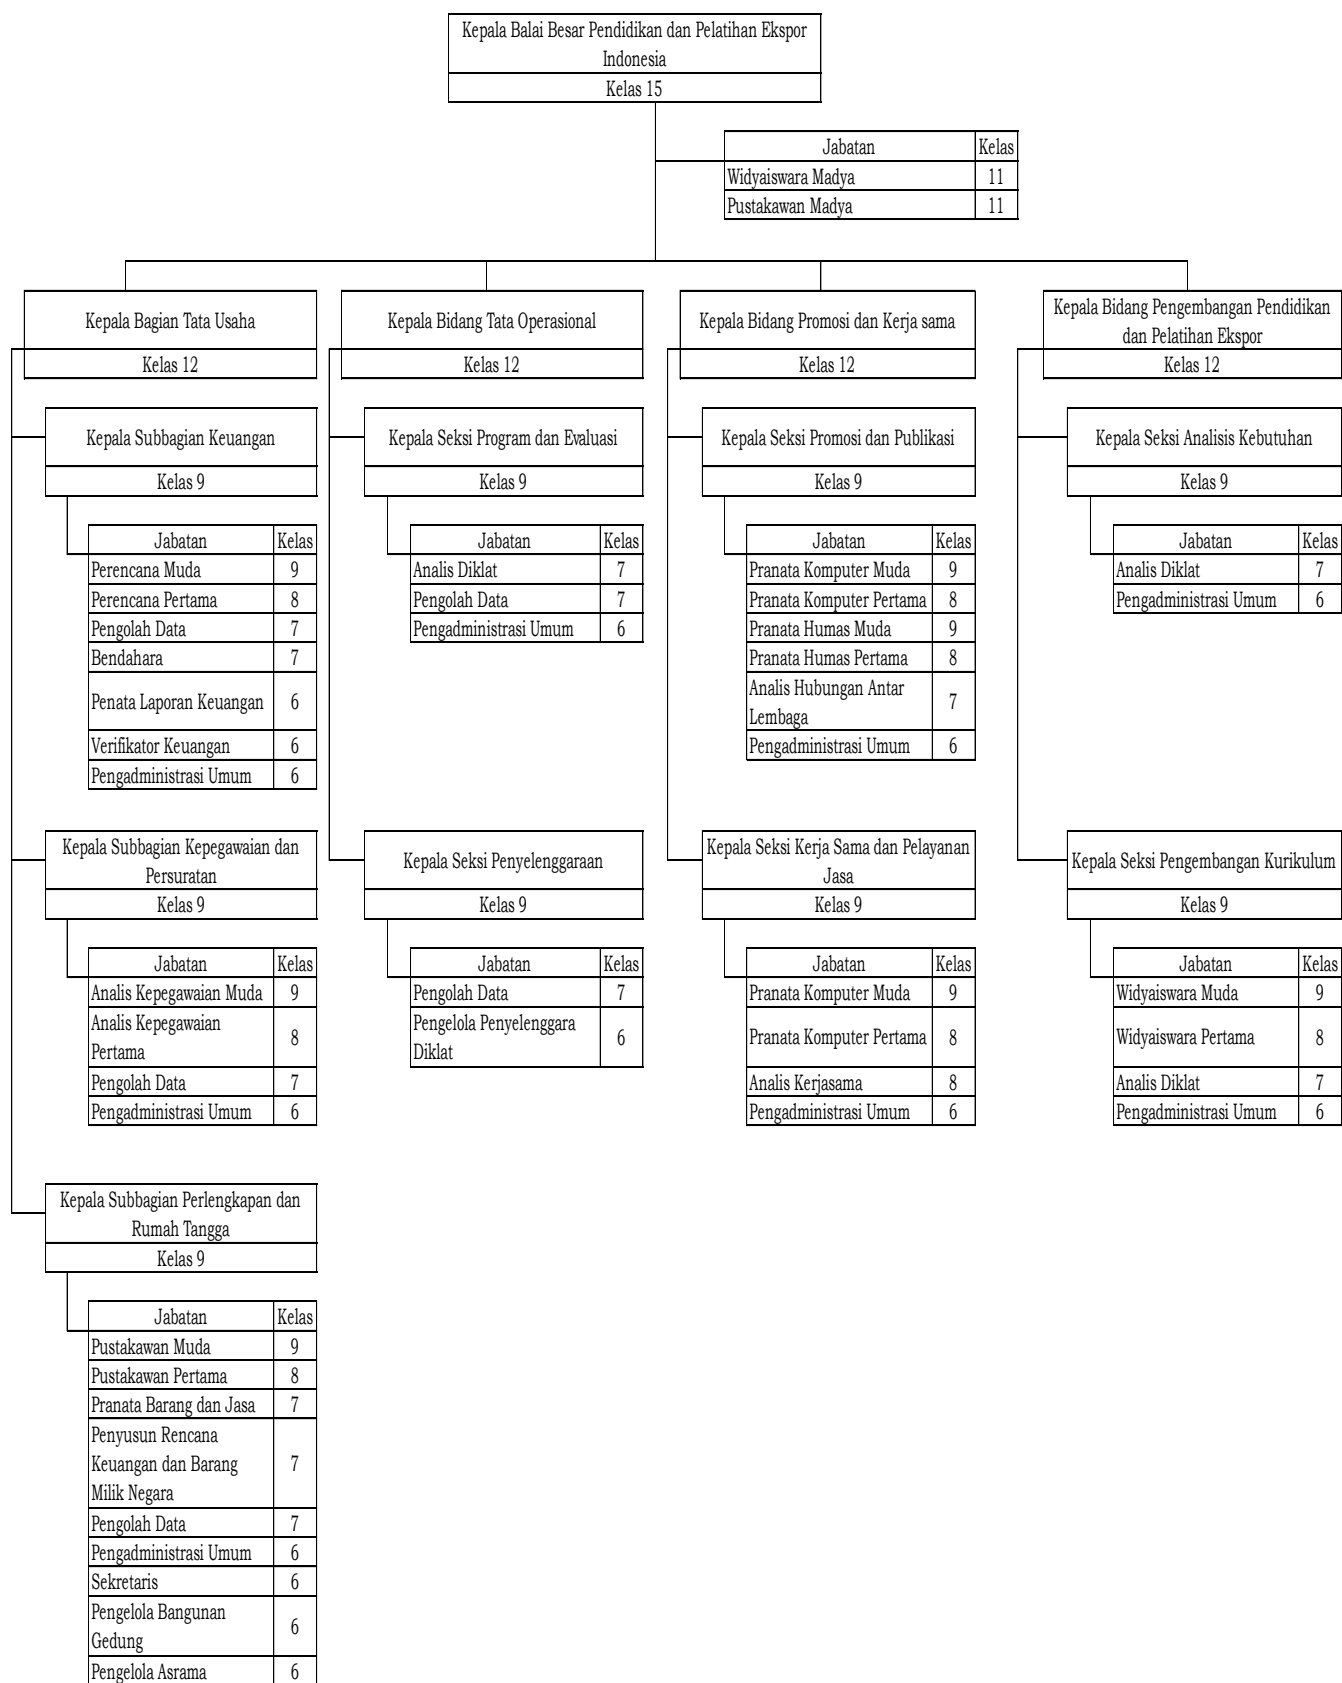 Kepala Balai Besar Pendidikan dan Pelatihan Ekspor
Indonesia
Kelas 15
Jabatan Kelas
Widyaiswara Madya 11
Pustakawan Madya 11
Kepala Bagian Tata Usaha
Kelas 12
Kepala Subbagian Keuangan
Kelas 9
Jabatan Kelas
Perencana Muda 9
Perencana Pertama 8
Pengolah Data 7
Bendahara 7
Penata Laporan Keuangan 6
Verifikator Keuangan 6
Pengadministrasi Umum 6
Kepala Subbagian Kepegawaian dan
Persuratan
Kelas 9
Jabatan Kelas
Analis Kepegawaian Muda 9
Analis Kepegawaian
Pertama 8
Pengolah Data 7
Pengadministrasi Umum 6
Kepala Subbagian Perlengkapan dan
Rumah Tangga
Kelas 9
Jabatan Kelas
Pustakawan Muda 9
Pustakawan Pertama 8
Pranata Barang dan Jasa 7
Penyusun Rencana
Keuangan dan Barang 7
Milik Negara
Pengolah Data 7
Pengadministrasi Umum 6
Sekretaris 6
Pengelola Bangunan
Gedung 6
Pengelola Asrama 6
Kepala Bidang Tata Operasional
Kelas 12
Kepala Seksi Program dan Evaluasi
Kelas 9
Jabatan Kelas
Analis Diklat 7
Pengolah Data 7
Pengadministrasi Umum 6
Kepala Seksi Penyelenggaraan
Kelas 9
Jabatan Kelas
Pengolah Data 7
Pengelola Penyelenggara
Diklat 6
Kepala Bidang Promosi dan Kerja sama
Kelas 12
Kepala Seksi Promosi dan Publikasi
Kelas 9
Jabatan Kelas
Pranata Komputer Muda 9
Pranata Komputer Pertama 8
Pranata Humas Muda 9
Pranata Humas Pertama 8
Analis Hubungan Antar
Lembaga 7
Pengadministrasi Umum 6
Kepala Seksi Kerja Sama dan Pelayanan
Jasa
Kelas 9
Jabatan Kelas
Pranata Komputer Muda 9
Pranata Komputer Pertama 8
Analis Kerjasama 8
Pengadministrasi Umum 6
Kepala Bidang Pengembangan Pendidikan
dan Pelatihan Ekspor
Kelas 12
Kepala Seksi Analisis Kebutuhan
Kelas 9
Jabatan Kelas
Analis Diklat 7
Pengadministrasi Umum 6
Kepala Seksi Pengembangan Kurikulum
Kelas 9
Jabatan Kelas
Widyaiswara Muda 9
Widyaiswara Pertama 8
Analis Diklat 7
Pengadministrasi Umum 6